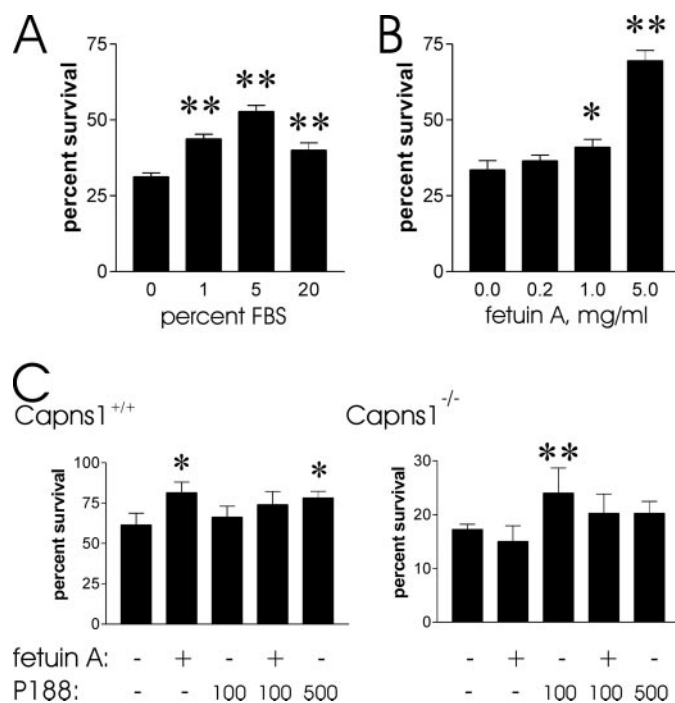 A
75
50
25
0
percent survival
**
**
**
0 1 5 20
percent FBS
B
75
50
25
0
percent survival
*
**
0.0 0.2 1.0 5.0
fetuin A, mg/ml
C
Capns1+/+
100
75
50
25
0
percent survival
*
*
Capns1-/-
30
20
10
0
percent survival
**
fetuin A: - + - + - - + - + -
P188: - - 100 100 500 - - 100 100 500